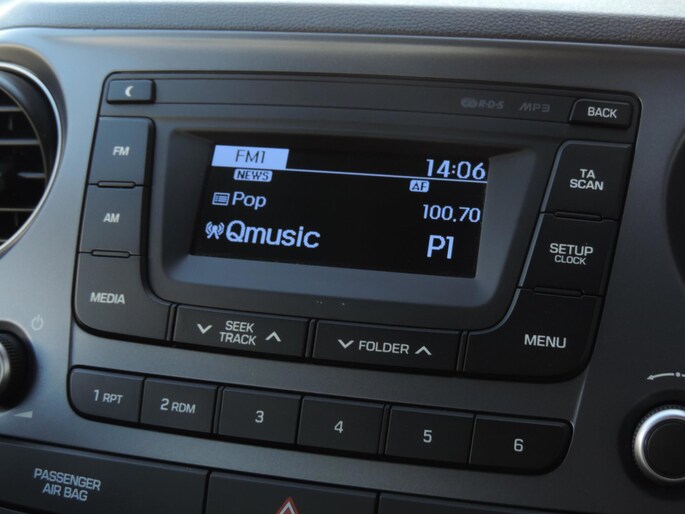 RDS MP3
BACK
FM
FM1 14:06
TA
SCAN
NEWS AF
Pop 100.70
AM
Qmusic P1
SETUP
CLOCK
MEDIA
SEEK
TRACK
FOLDER
MENU
1 RPT
2 RDM
3
4
5
6
PASSENGER
AIR BAG